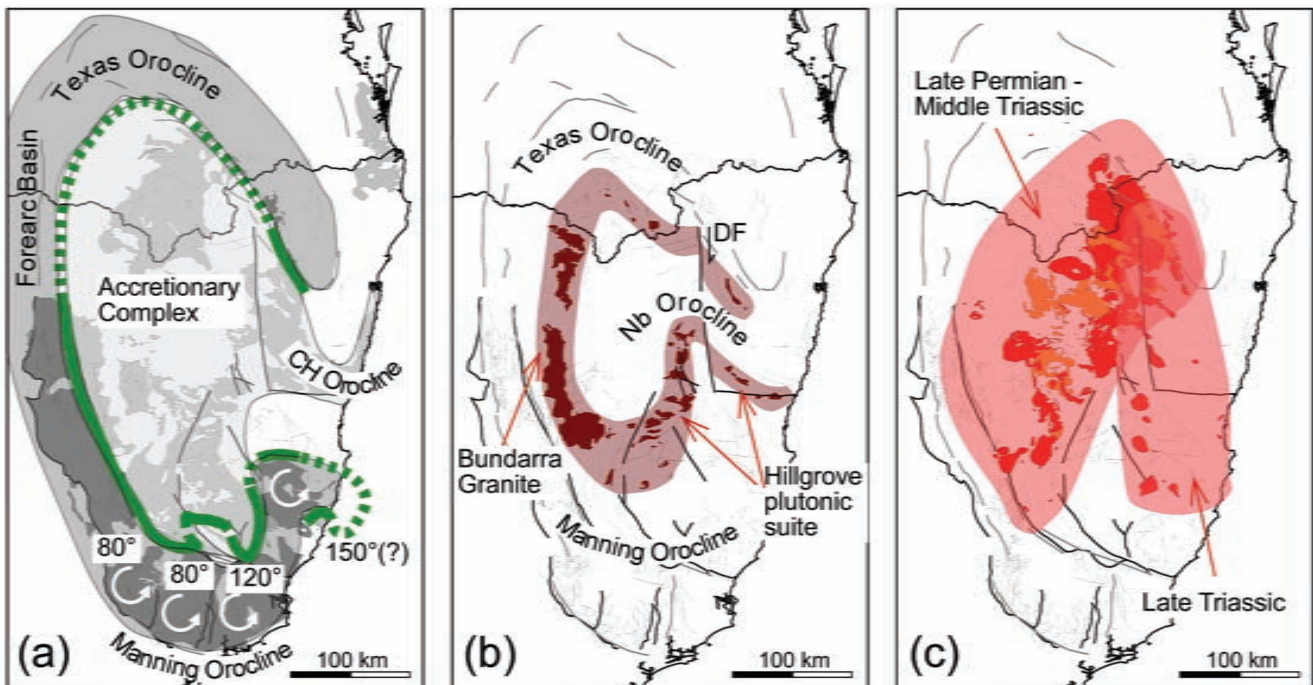 Texas Orocline
Forearc Basin
Accretionary
Complex
CH Orocline
80°
80°
120°
150°(?)
Manning Orocline
(a)
100 km
Texas Orocline
DF
Nb Orocline
Bundarra
Granite
Hillgrove
plutonic
suite
Manning Orocline
(b)
100 km
Late Permian -
Middle Triassic
Late Triassic
(c)
100 km